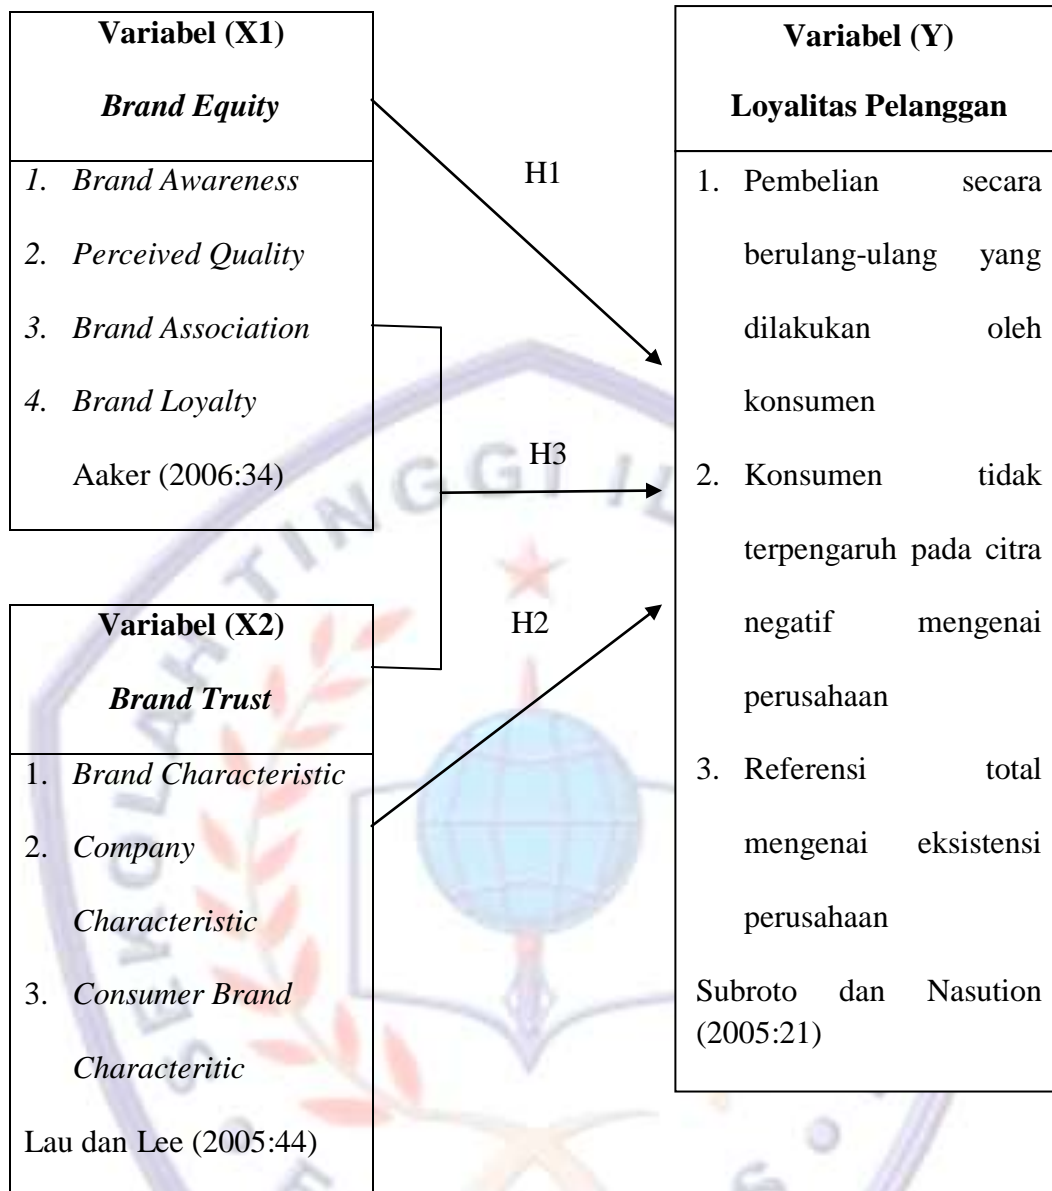 Variabel (X1)
Brand Equity
1. Brand Awareness
2. Perceived Quality
3. Brand Association
4. Brand Loyalty
Aaker (2006:34)
Variabel (X2)
Brand Trust
1. Brand Characteristic
2. Company
Characteristic
3. Consumer Brand
Characteritic
Lau dan Lee (2005:44)
H1
H3
H2
Variabel (Y)
Loyalitas Pelanggan
1. Pembelian secara
berulang-ulang yang
dilakukan oleh
konsumen
2. Konsumen tidak
terpengaruh pada citra
negatif mengenai
perusahaan
3. Referensi total
mengenai eksistensi
perusahaan
Subroto dan Nasution
(2005:21)